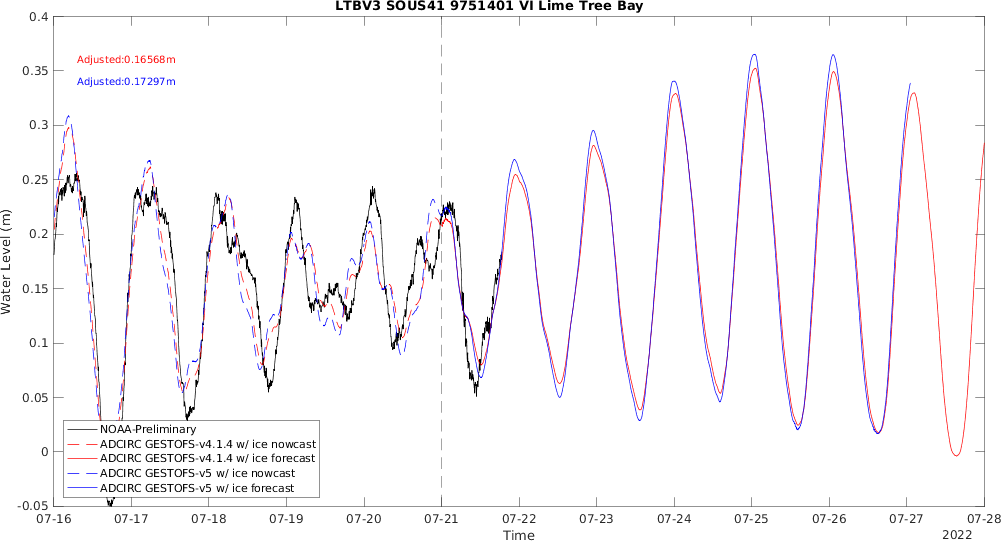 LTBV3 SOUS41 9751401 VI Lime Tree Bay
Adjusted:0.16568m
Adjusted:0.17297m
Water Level (m)
0.4
0.35
0.3
0.25
0.2
0.15
0.1
0.05
0
-0.05
NOAA-Preliminary
ADCIRC GESTOFS-v4.1.4 w/ ice nowcast
ADCIRC GESTOFS-v4.1.4 w/ ice forecast
ADCIRC GESTOFS-v5 w/ ice nowcast
ADCIRC GESTOFS-v5 w/ ice forecast
07-16 07-17 07-18 07-19 07-20 07-21 07-22 07-23 07-24 07-25 07-26 07-27 07-28
Time
2022